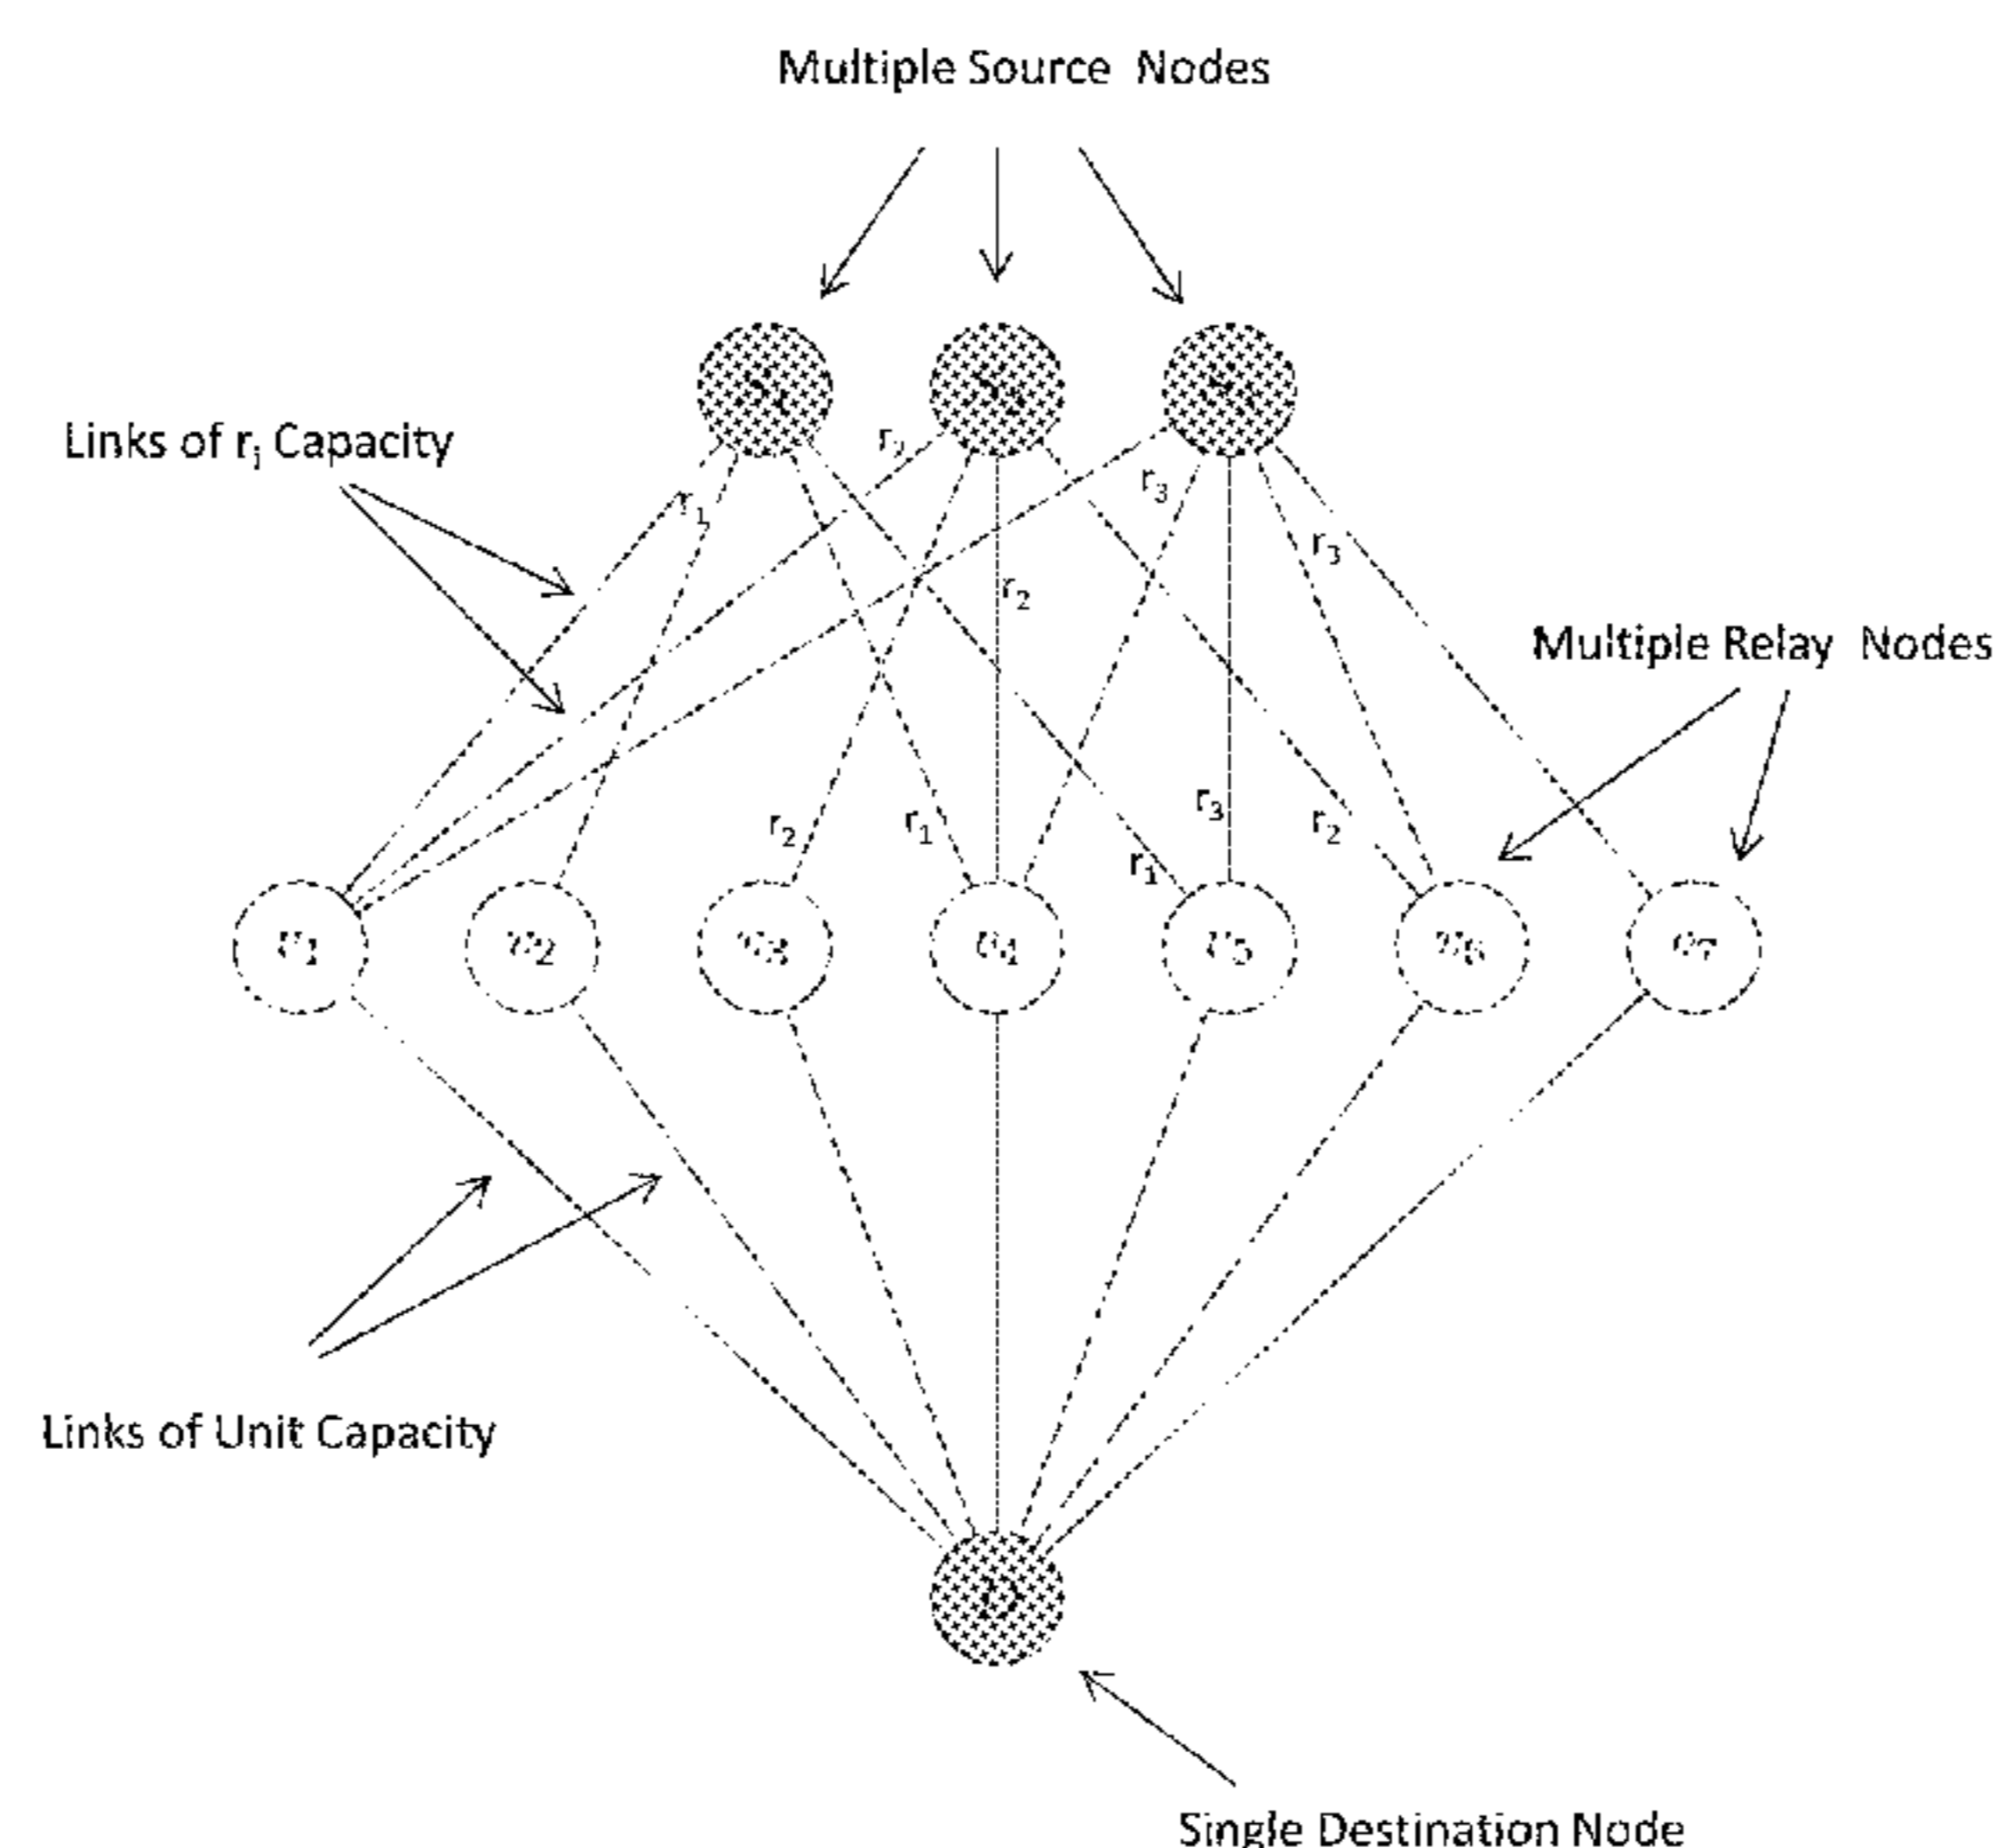 Multiple Source Nodes
Links of rⱼ Capacity
r₂
r₃
r₁
r₃
r₂
Multiple Relay Nodes
r₂
r₁
r₃
r₂
r₁
Links of Unit Capacity
D
Single Destination Node